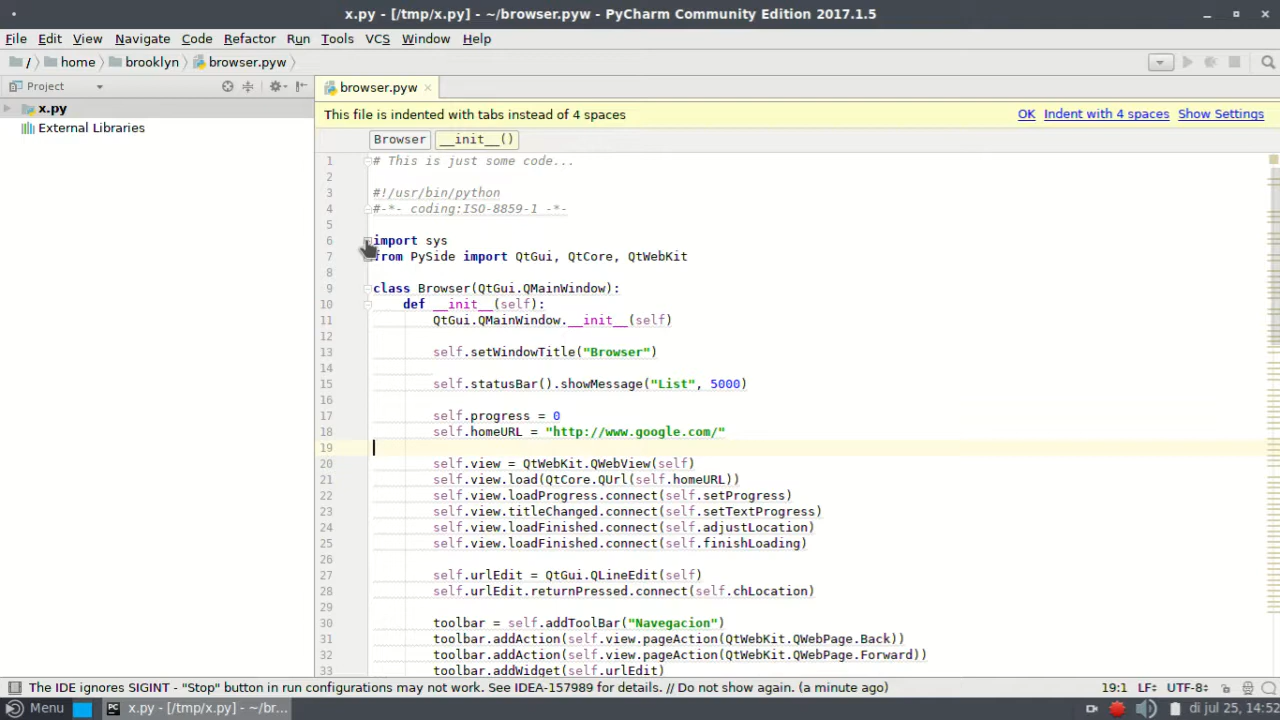 x.py - [/tmp/x.py] - ~/browser.pyw - PyCharm Community Edition 2017.1.5
File Edit View Navigate Code Refactor Run Tools VCS Window Help
/ home brooklyn browser.pyw
Project
browser.pyw
x.py
External Libraries
This file is indented with tabs instead of 4 spaces OK Indent with 4 spaces Show Settings
Browser __init__()
1 # This is just some code...
2
3 #!/usr/bin/python
4 #-*- coding:ISO-8859-1 -*-
5
6 import sys
7 from PySide import QtGui, QtCore, QtWebKit
8
9 class Browser(QtGui.QMainWindow):
10 def __init__(self):
11 QtGui.QMainWindow.__init__(self)
12
13 self.setWindowTitle("Browser")
14
15 self.statusBar().showMessage("List", 5000)
16
17 self.progress = 0
18 self.homeURL = "http://www.google.com/"
19
20 self.view = QtWebKit.QWebView(self)
21 self.view.load(QtCore.QUrl(self.homeURL))
22 self.view.loadProgress.connect(self.setProgress)
23 self.view.titleChanged.connect(self.setTextProgress)
24 self.view.loadFinished.connect(self.adjustLocation)
25 self.view.loadFinished.connect(self.finishLoading)
26
27 self.urlEdit = QtGui.QLineEdit(self)
28 self.urlEdit.returnPressed.connect(self.chLocation)
29
30 toolbar = self.addToolBar("Navegacion")
31 toolbar.addAction(self.view.pageAction(QtWebKit.QWebPage.Back))
32 toolbar.addAction(self.view.pageAction(QtWebKit.QWebPage.Forward))
33 toolbar.addWidget(self.urlEdit)
The IDE ignores SIGINT - "Stop" button in run configurations may not work. See IDEA-157989 for details. // Do not show again. (a minute ago) 19:1 LF÷ UTF-8÷
Menu PC x.py - [/tmp/x.py] - ~/br... di jul 25, 14:52